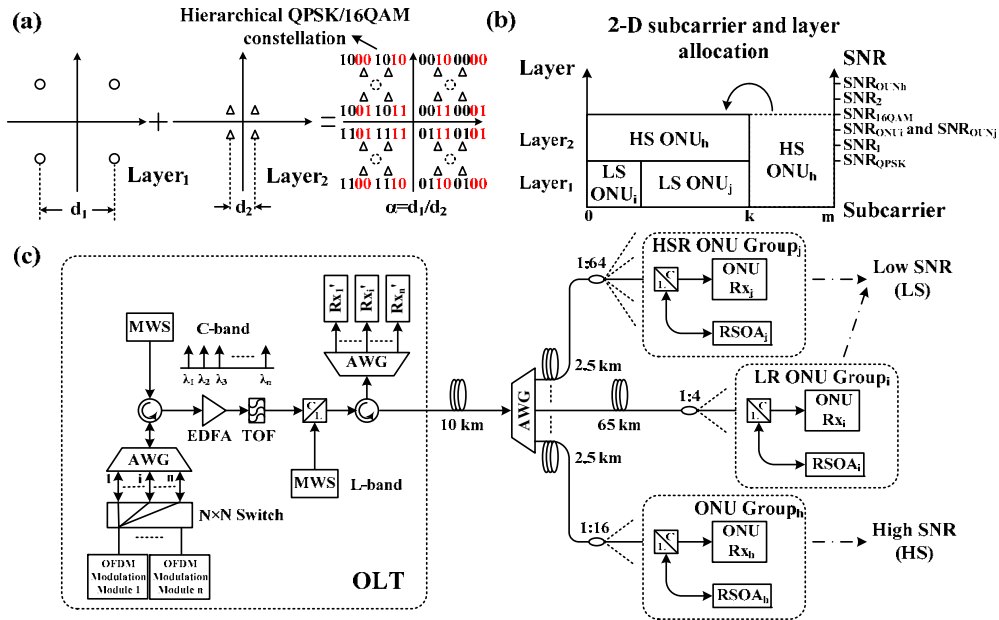 (a)
Hierarchical QPSK/16QAM
constellation
1000 1010 0010 0000
1001 1011 0011 0001
1101 1111 0111 0101
1100 1110 0110 0100
Layer1
Layer2
d1
d2
α=d1/d2
(b)
2-D subcarrier and layer
allocation
Layer
SNR
SNROUNh
SNR2
SNR16QAM
SNRONUi and SNROUNj
SNR1
SNRQPSK
Layer2
Layer1
HS ONUh
LS
ONUi
LS ONUj
HS
ONUh
0
k
m
Subcarrier
(c)
MWS
C-band
λ1 λ2 λ3 λn
Rx1' Rxi' Rxn'
AWG
EDFA
TOF
C
L
AWG
1 i n
N×N Switch
OFDM
Modulation
Module 1
OFDM
Modulation
Module n
MWS
L-band
OLT
10 km
AWG
2.5 km
65 km
2.5 km
1:64
1:4
1:16
HSR ONU Groupj
C
L
ONU
Rxj
RSOAj
LR ONU Groupi
C
L
ONU
Rxi
RSOAi
ONU Grouph
C
L
ONU
Rxh
RSOAh
Low SNR
(LS)
High SNR
(HS)